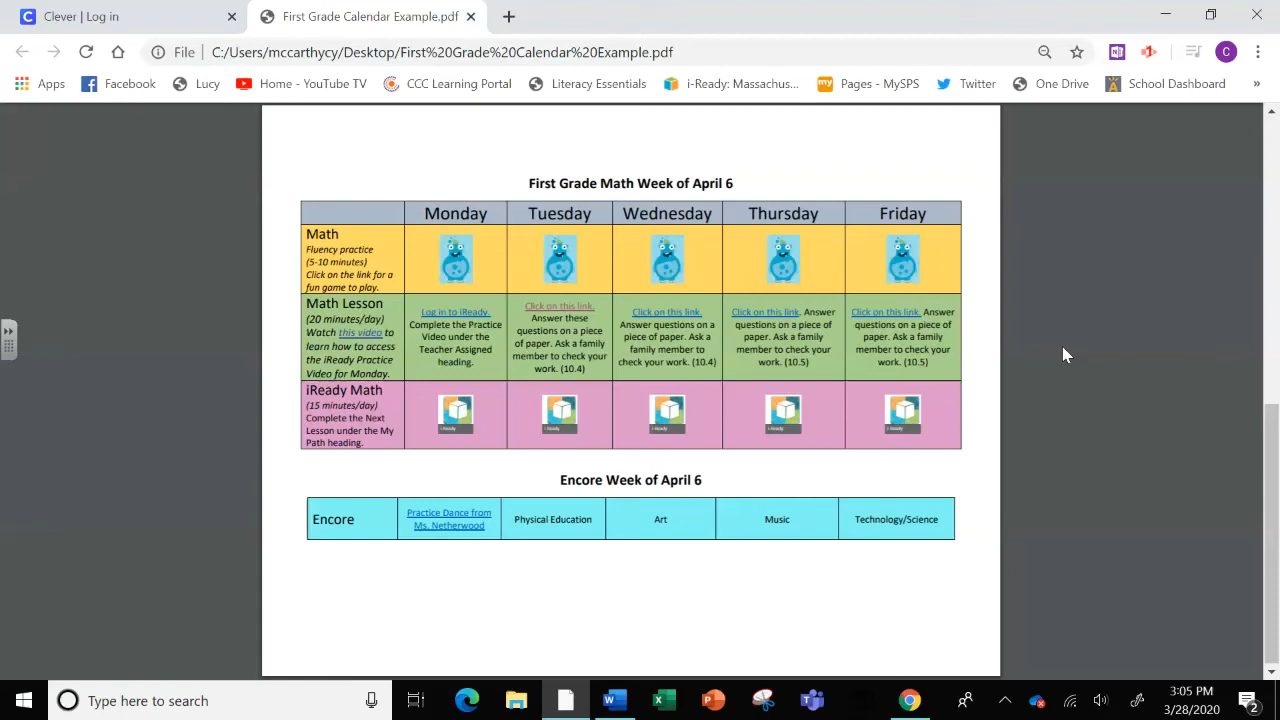 Clever | Log in
First Grade Calendar Example.pdf
File
C:/Users/mccarthycy/Desktop/First%20Grade%20Calendar%20Example.pdf
C
Apps
Facebook
Lucy
Home - YouTube TV
CCC Learning Portal
Literacy Essentials
i-Ready: Massachus...
my
Pages - MySPS
Twitter
One Drive
School Dashboard
»
First Grade Math Week of April 6
Monday
Tuesday
Wednesday
Thursday
Friday
Math
Fluency practice
(5-10 minutes)
Click on the link for a
fun game to play.
Math Lesson
(20 minutes/day)
Watch this video to
learn how to access
the iReady Practice
Video for Monday.
Log in to iReady.
Complete the Practice
Video under the
Teacher Assigned
heading.
Click on this link.
Answer these
questions on a piece
of paper. Ask a family
member to check your
work. (10.4)
Click on this link.
Answer questions on a
piece of paper. Ask a
family member to
check your work. (10.4)
Click on this link. Answer
questions on a piece of
paper. Ask a family
member to check your
work. (10.5)
Click on this link. Answer
questions on a piece of
paper. Ask a family
member to check your
work. (10.5)
iReady Math
(15 minutes/day)
Complete the Next
Lesson under the My
Path heading.
i-Ready
i-Ready
i-Ready
i-Ready
i-Ready
Encore Week of April 6
Encore
Practice Dance from
Ms. Netherwood
Physical Education
Art
Music
Technology/Science
Type here to search
3:05 PM
3/28/2020
2